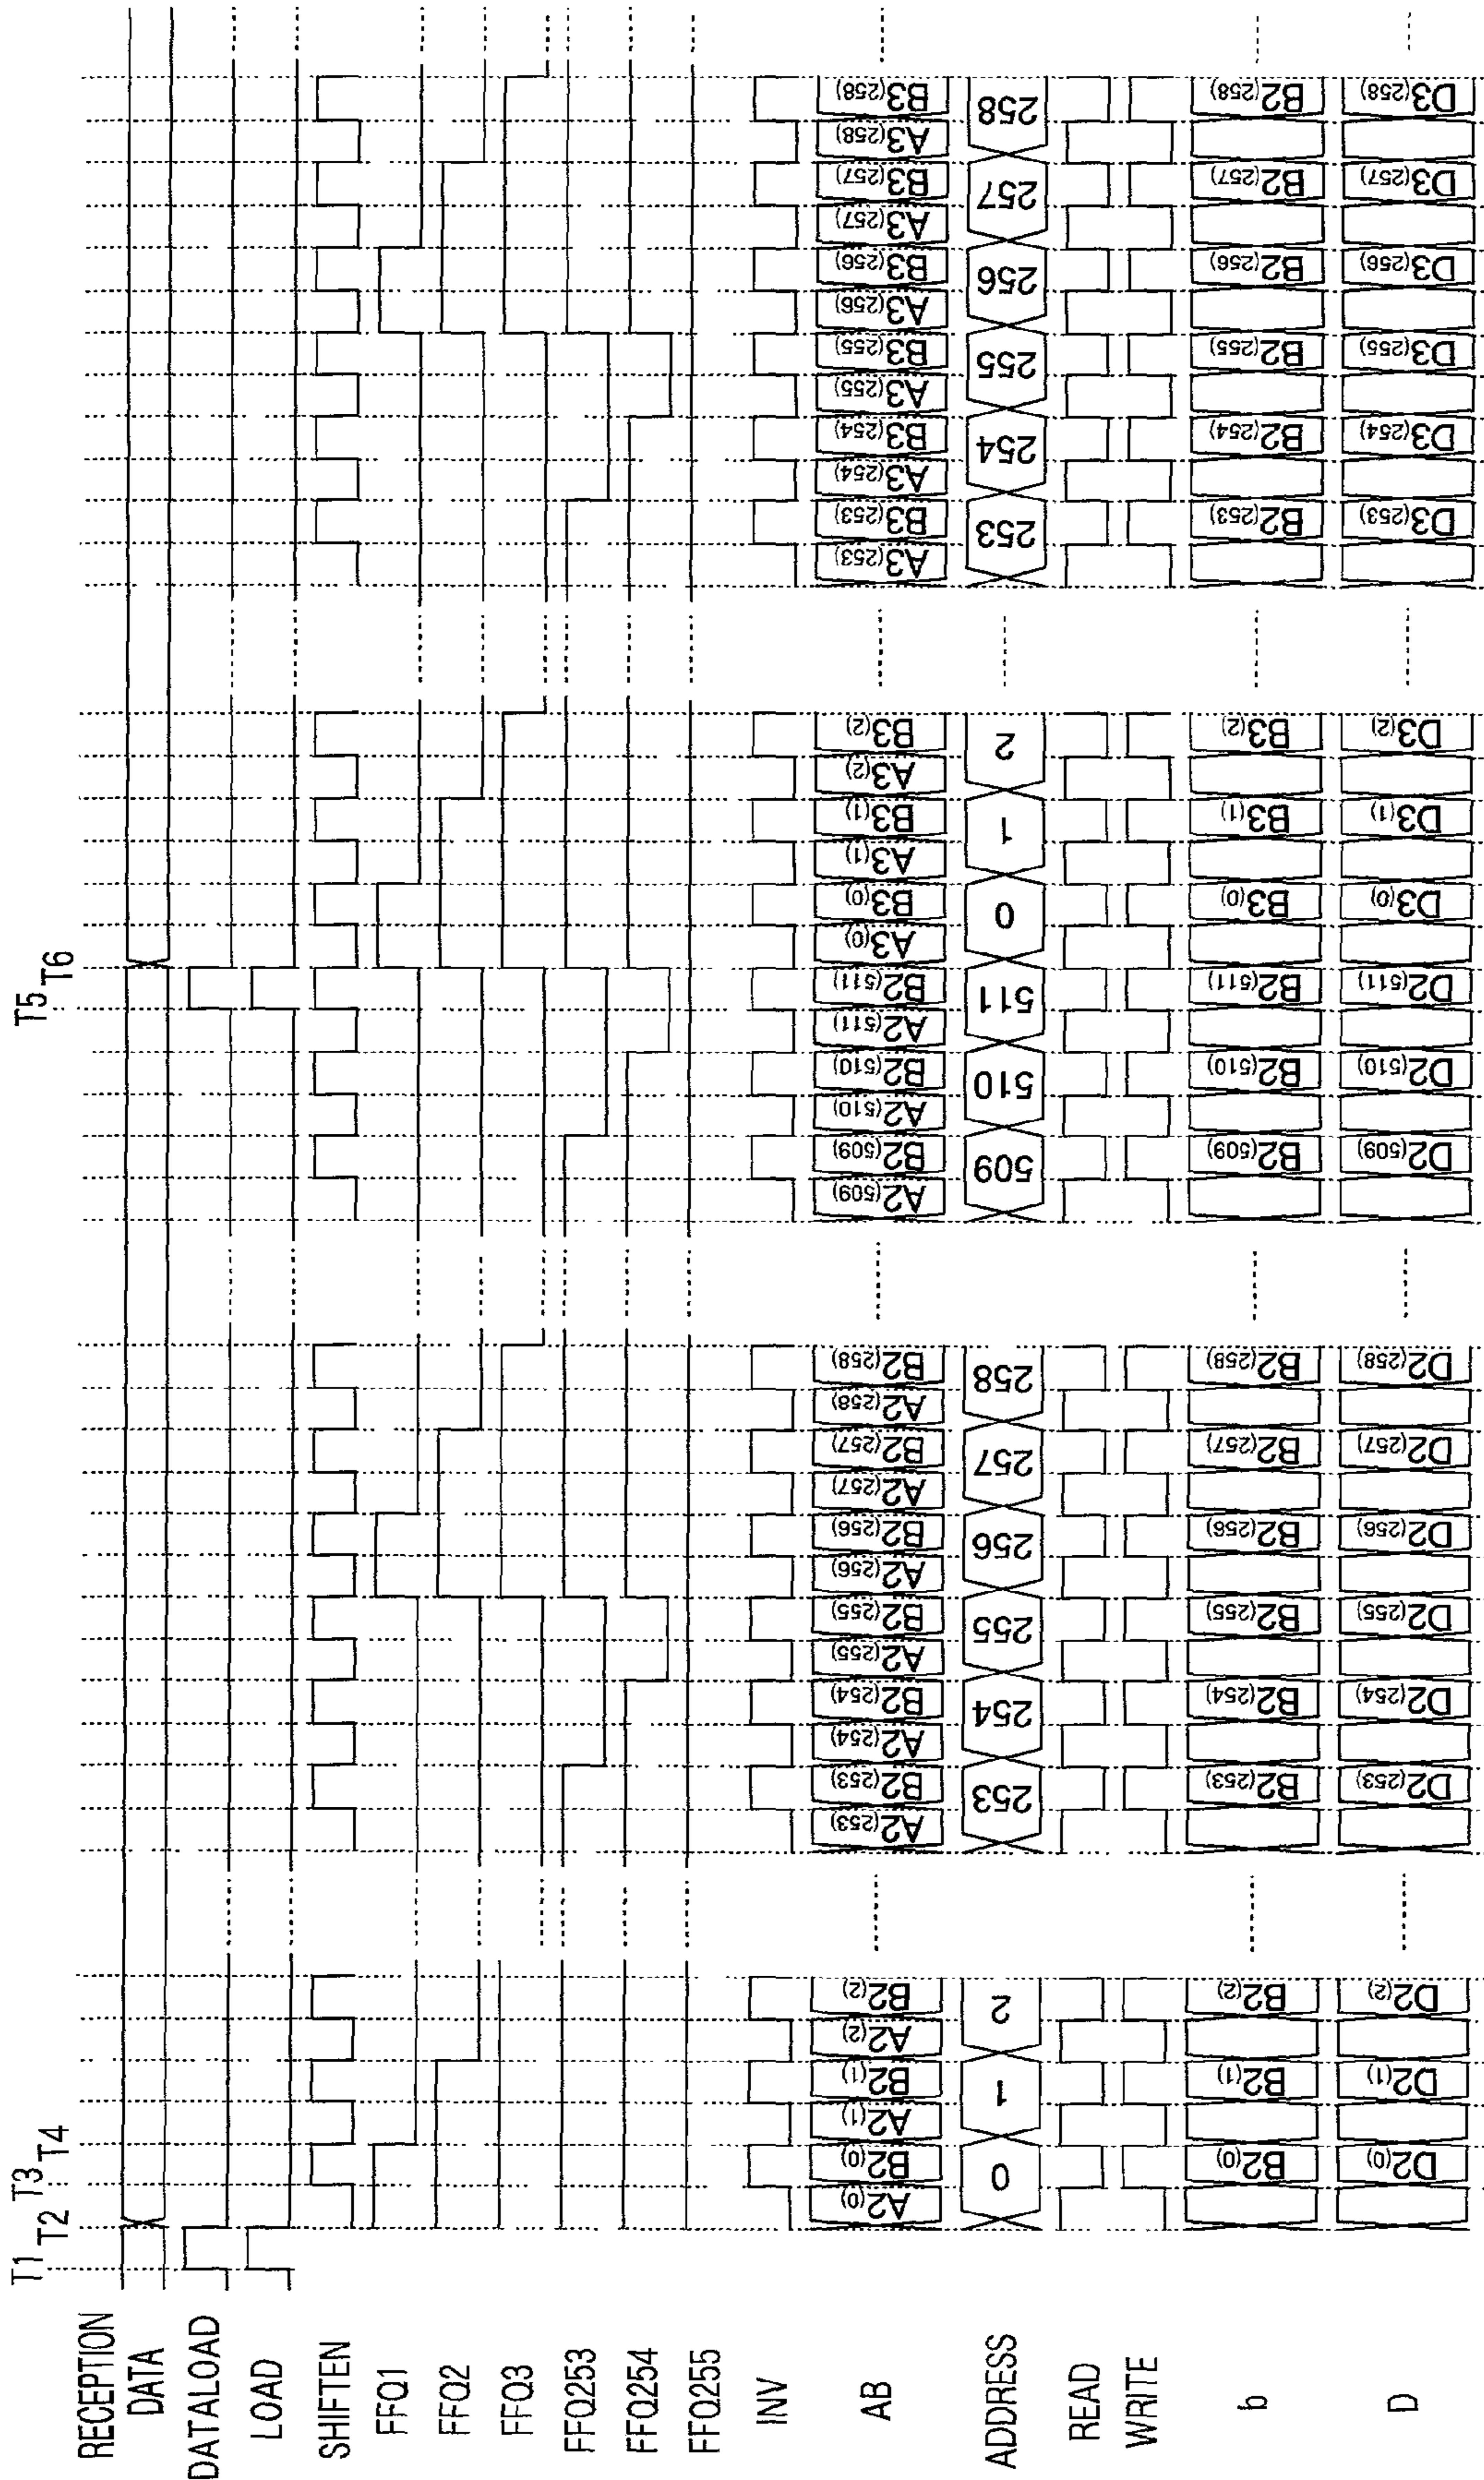 T1 T2 T3 T4 T5 T6
RECEPTION
DATA
DATALOAD
LOAD
SHIFTEN
FFQ1
FFQ2
FFQ3
FFQ253
FFQ254
FFQ255
INV
AB A2(0) B2(0) A2(1) B2(1) A2(2) B2(2) A2(253) B2(253) A2(254) B2(254) A2(255) B2(255) A2(256) B2(256) A2(257) B2(257) A2(258) B2(258) A2(509) B2(509) A2(510) B2(510) A2(511) B2(511) A3(0) B3(0) A3(1) B3(1) A3(2) B3(2) A3(253) B3(253) A3(254) B3(254) A3(255) B3(255) A3(256) B3(256) A3(257) B3(257) A3(258) B3(258)
ADDRESS 0 1 2 253 254 255 256 257 258 509 510 511 0 1 2 253 254 255 256 257 258
READ
WRITE
b B2(0) B2(1) B2(2) B2(253) B2(254) B2(255) B2(256) B2(257) B2(258) B2(509) B2(510) B2(511) B3(0) B3(1) B3(2) B2(253) B2(254) B2(255) B2(256) B2(257) B2(258)
D D2(0) D2(1) D2(2) D2(253) D2(254) D2(255) D2(256) D2(257) D2(258) D2(509) D2(510) D2(511) D3(0) D3(1) D3(2) D3(253) D3(254) D3(255) D3(256) D3(257) D3(258)